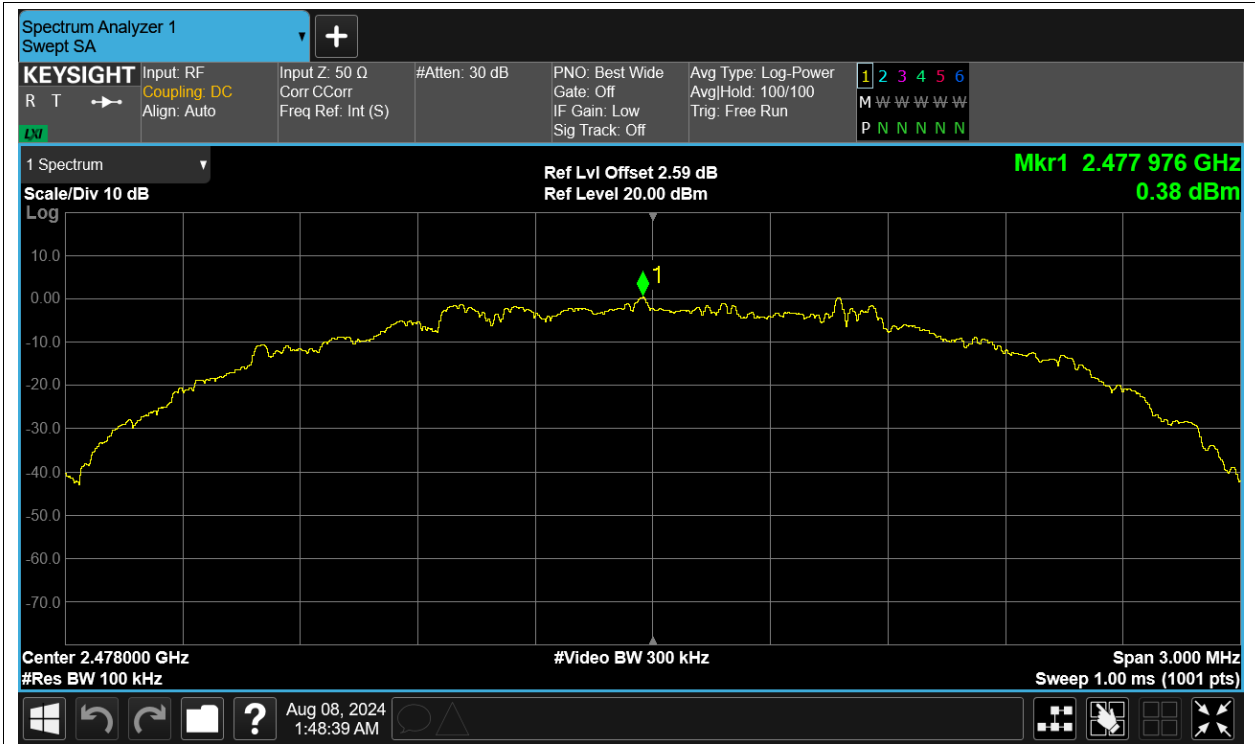 Spectrum Analyzer 1
Swept SA
KEYSIGHT
R T
LXI
Input: RF
Coupling: DC
Align: Auto
Input Z: 50 Ω
Corr CCorr
Freq Ref: Int (S)
#Atten: 30 dB
PNO: Best Wide
Gate: Off
IF Gain: Low
Sig Track: Off
Avg Type: Log-Power
Avg|Hold: 100/100
Trig: Free Run
1 2 3 4 5 6
M W W W W W
P N N N N N
1 Spectrum
Scale/Div 10 dB
Ref Lvl Offset 2.59 dB
Ref Level 20.00 dBm
Mkr1 2.477 976 GHz
0.38 dBm
Log
10.0
0.00
-10.0
-20.0
-30.0
-40.0
-50.0
-60.0
-70.0
1
Center 2.478000 GHz
#Video BW 300 kHz
Span 3.000 MHz
#Res BW 100 kHz
Sweep 1.00 ms (1001 pts)
?
Aug 08, 2024
1:48:39 AM